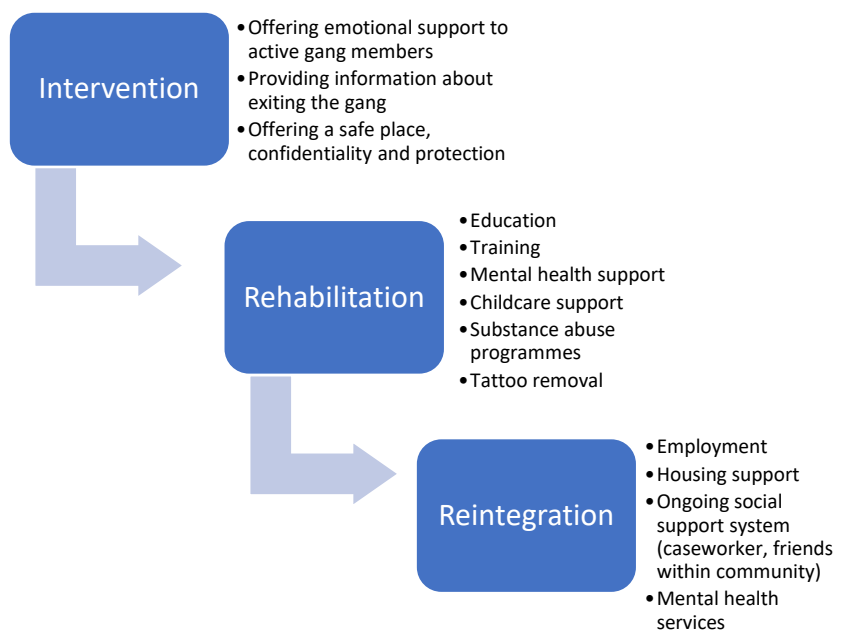 Intervention
•Offering emotional support to
active gang members
•Providing information about
exiting the gang
•Offering a safe place,
confidentiality and protection
Rehabilitation
•Education
•Training
•Mental health support
•Childcare support
•Substance abuse
programmes
•Tattoo removal
Reintegration
•Employment
•Housing support
•Ongoing social
support system
(caseworker, friends
within community)
•Mental health
services